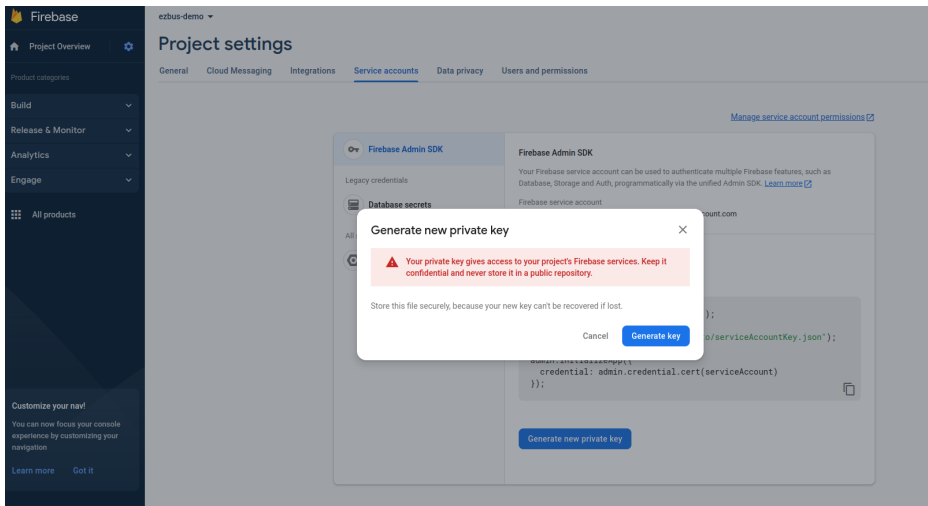 Firebase
ezbus-demo
Project Overview
Project settings
General Cloud Messaging Integrations Service accounts Data privacy Users and permissions
Product categories
Build
Release & Monitor
Analytics
Engage
All products
Manage service account permissions
Firebase Admin SDK
Legacy credentials
Database secrets
All
Firebase Admin SDK
Your Firebase service account can be used to authenticate multiple Firebase features, such as
Database, Storage and Auth, programmatically via the unified Admin SDK. Learn more
Firebase service account
ount.com
Generate new private key
Your private key gives access to your project's Firebase services. Keep it
confidential and never store it in a public repository.
Store this file securely, because your new key can't be recovered if lost.
Cancel Generate key
);
o/serviceAccountKey.json");
admin.initializeApp({
credential: admin.credential.cert(serviceAccount)
});
Generate new private key
Customize your nav!
You can now focus your console
experience by customizing your
navigation
Learn more Got it